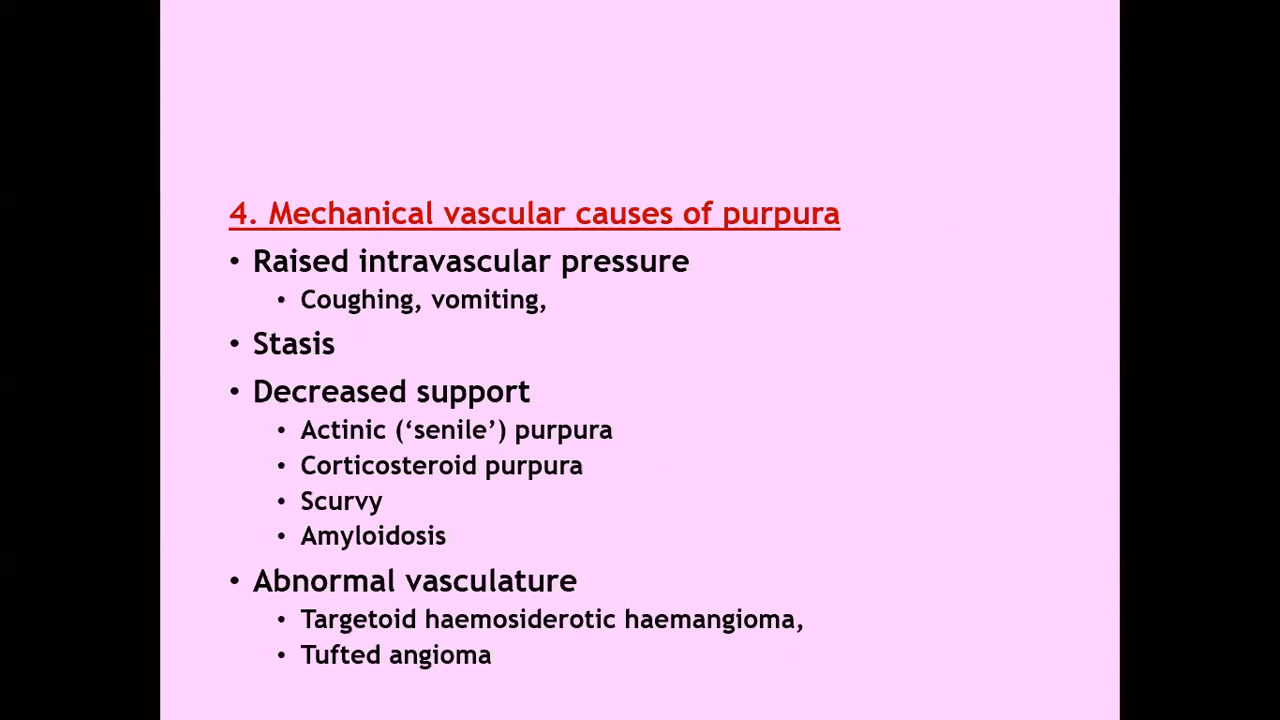 4. Mechanical vascular causes of purpura
• Raised intravascular pressure
• Coughing, vomiting,
• Stasis
• Decreased support
• Actinic (‘senile’) purpura
• Corticosteroid purpura
• Scurvy
• Amyloidosis
• Abnormal vasculature
• Targetoid haemosiderotic haemangioma,
• Tufted angioma